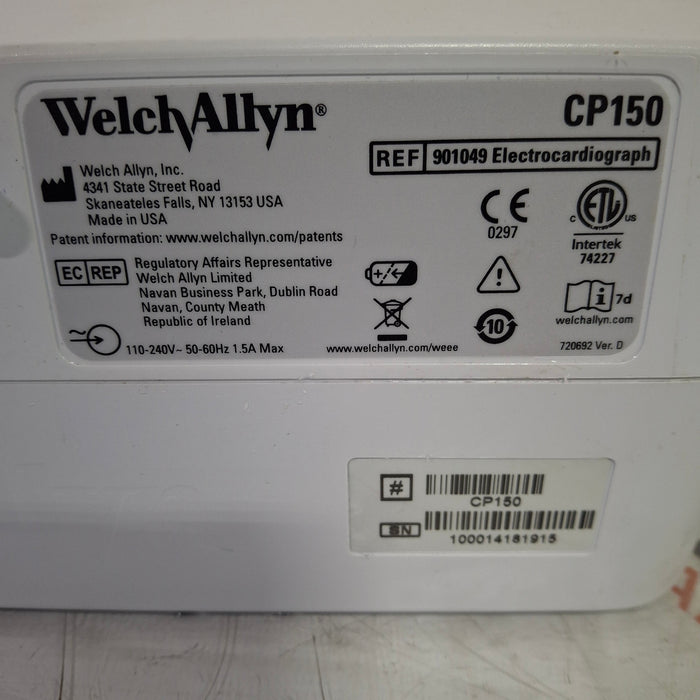 WelchAllyn®
CP150
REF 901049 Electrocardiograph
Welch Allyn, Inc.
4341 State Street Road
Skaneateles Falls, NY 13153 USA
Made in USA
Patent information: www.welchallyn.com/patents
EC REP Regulatory Affairs Representative
Welch Allyn Limited
Navan Business Park, Dublin Road
Navan, County Meath
Republic of Ireland
110-240V~ 50-60Hz 1.5A Max
www.welchallyn.com/weee
CE
0297
10
c ETL us
Intertek
74227
i 7d
welchallyn.com
720692 Ver. D
#
CP150
SN
100014181915